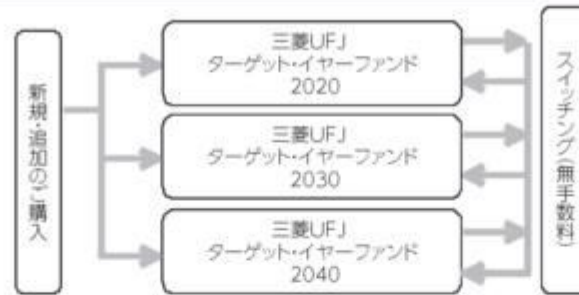 新規・追加のご購入
三菱UFJ
ターゲット・イヤーファンド
2020
三菱UFJ
ターゲット・イヤーファンド
2030
三菱UFJ
ターゲット・イヤーファンド
2040
スイッチング(無手数料)